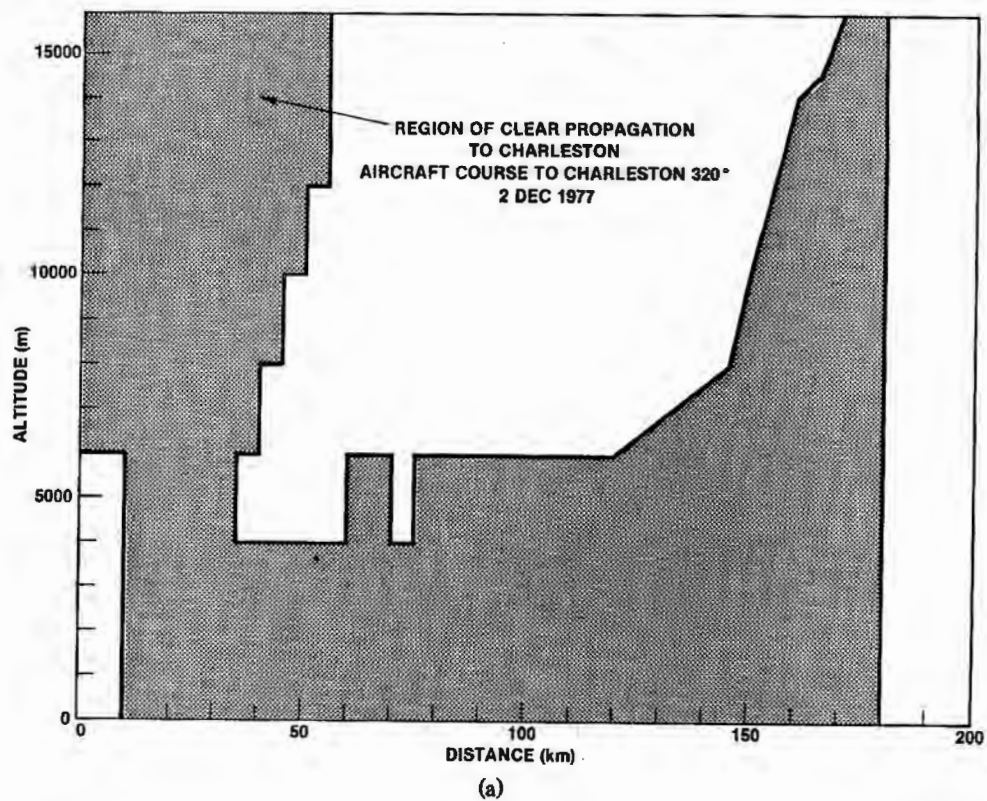 15000
REGION OF CLEAR PROPAGATION
TO CHARLESTON
AIRCRAFT COURSE TO CHARLESTON 320°
2 DEC 1977
10000
ALTITUDE (m)
5000
0
0 50 100 150 200
DISTANCE (km)
(a)